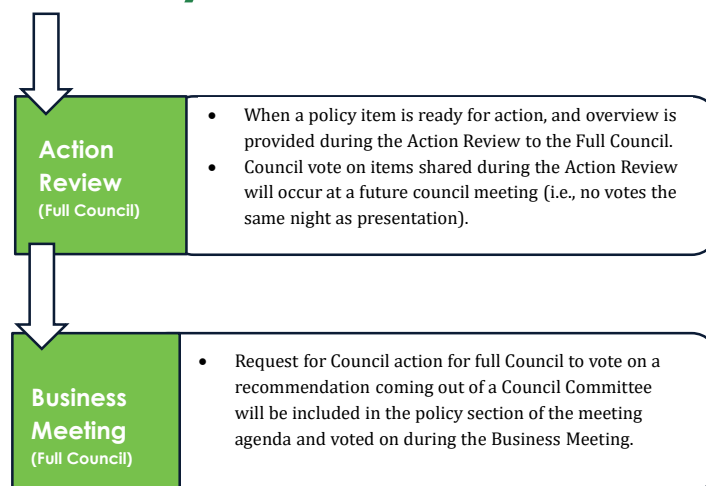 Action
Review
(Full Council)
• When a policy item is ready for action, and overview is
provided during the Action Review to the Full Council.
• Council vote on items shared during the Action Review
will occur at a future council meeting (i.e., no votes the
same night as presentation).
Business
Meeting
(Full Council)
• Request for Council action for full Council to vote on a
recommendation coming out of a Council Committee
will be included in the policy section of the meeting
agenda and voted on during the Business Meeting.